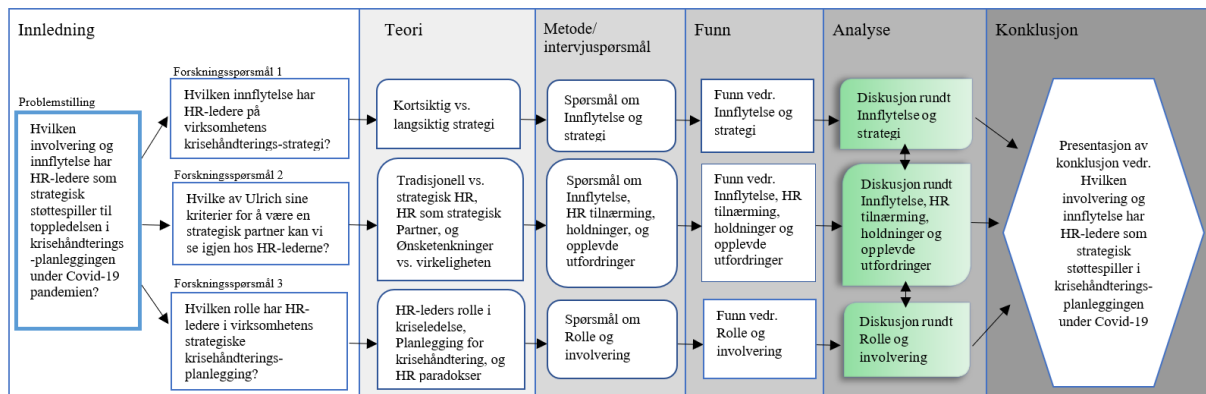 Innledning
Problemstilling
Hvilken
involvering og
innflytelse har
HR-ledere som
strategisk
støttespiller til
toppledelsen i
krisehåndterings
-planleggingen
under Covid-19
pandemien?
Forskningsspørsmål 1
Hvilken innflytelse har
HR-ledere på
virksomhetens
krisehåndterings-strategi?
Forskningsspørsmål 2
Hvilke av Ulrich sine
kriterier for å være en
strategisk partner kan vi
se igjen hos HR-lederne?
Forskningsspørsmål 3
Hvilken rolle har HR-
ledere i virksomhetens
strategiske
krisehåndterings-
planlegging?
Teori
Kortsiktig vs.
langsiktig strategi
Tradisjonell vs.
strategisk HR,
HR som strategisk
Partner, og
Ønsketenkninger
vs. virkeligheten
HR-leders rolle i
kriseledelse,
Planlegging for
krisehåndtering, og
HR paradokser
Metode/
intervjuspørsmål
Spørsmål om
Innflytelse og
strategi
Spørsmål om
Innflytelse,
HR tilnærming,
holdninger, og
opplevde
utfordringer
Spørsmål om
Rolle og
involvering
Funn
Funn vedr.
Innflytelse og
strategi
Funn vedr.
Innflytelse, HR
tilnærming,
holdninger og
opplevde
utfordringer
Funn vedr.
Rolle og
involvering
Analyse
Diskusjon rundt
Innflytelse og
strategi
Diskusjon rundt
Innflytelse, HR
tilnærming,
holdninger og
opplevde
utfordringer
Diskusjon rundt
Rolle og
involvering
Konklusjon
Presentasjon av
konklusjon vedr.
Hvilken
involvering og
innflytelse har
HR-ledere som
strategisk
støttespiller i
krisehåndterings-
planleggingen
under Covid-19